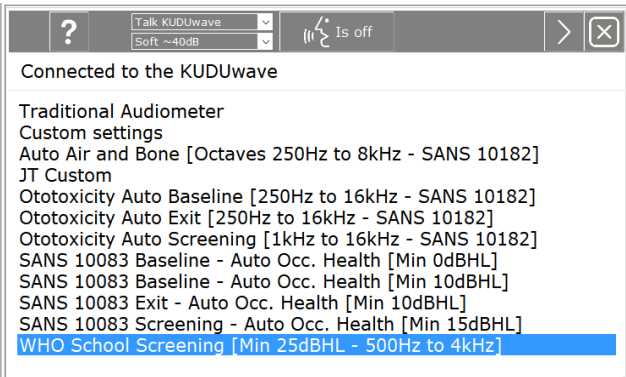 ? Talk KUDUwave Is off
Soft ~40dB
Connected to the KUDUwave
Traditional Audiometer
Custom settings
Auto Air and Bone [Octaves 250Hz to 8kHz - SANS 10182]
JT Custom
Ototoxicity Auto Baseline [250Hz to 16kHz - SANS 10182]
Ototoxicity Auto Exit [250Hz to 16kHz - SANS 10182]
Ototoxicity Auto Screening [1kHz to 16kHz - SANS 10182]
SANS 10083 Baseline - Auto Occ. Health [Min 0dBHL]
SANS 10083 Baseline - Auto Occ. Health [Min 10dBHL]
SANS 10083 Exit - Auto Occ. Health [Min 10dBHL]
SANS 10083 Screening - Auto Occ. Health [Min 15dBHL]
WHO School Screening [Min 25dBHL - 500Hz to 4kHz]